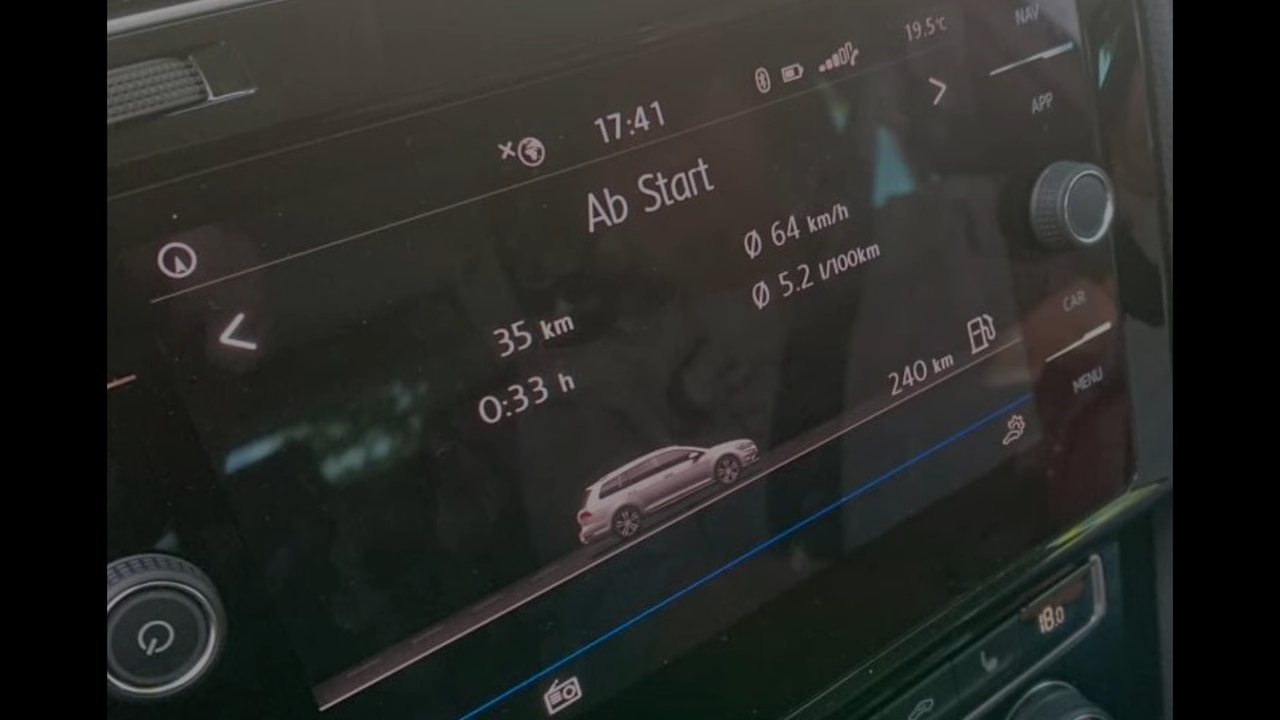 19.5°C
17:41
Ab Start
Ø 64 km/h
Ø 5.2 l/100km
35 km
0:33 h
240 km
NAV
APP
CAR
MENU
18.0